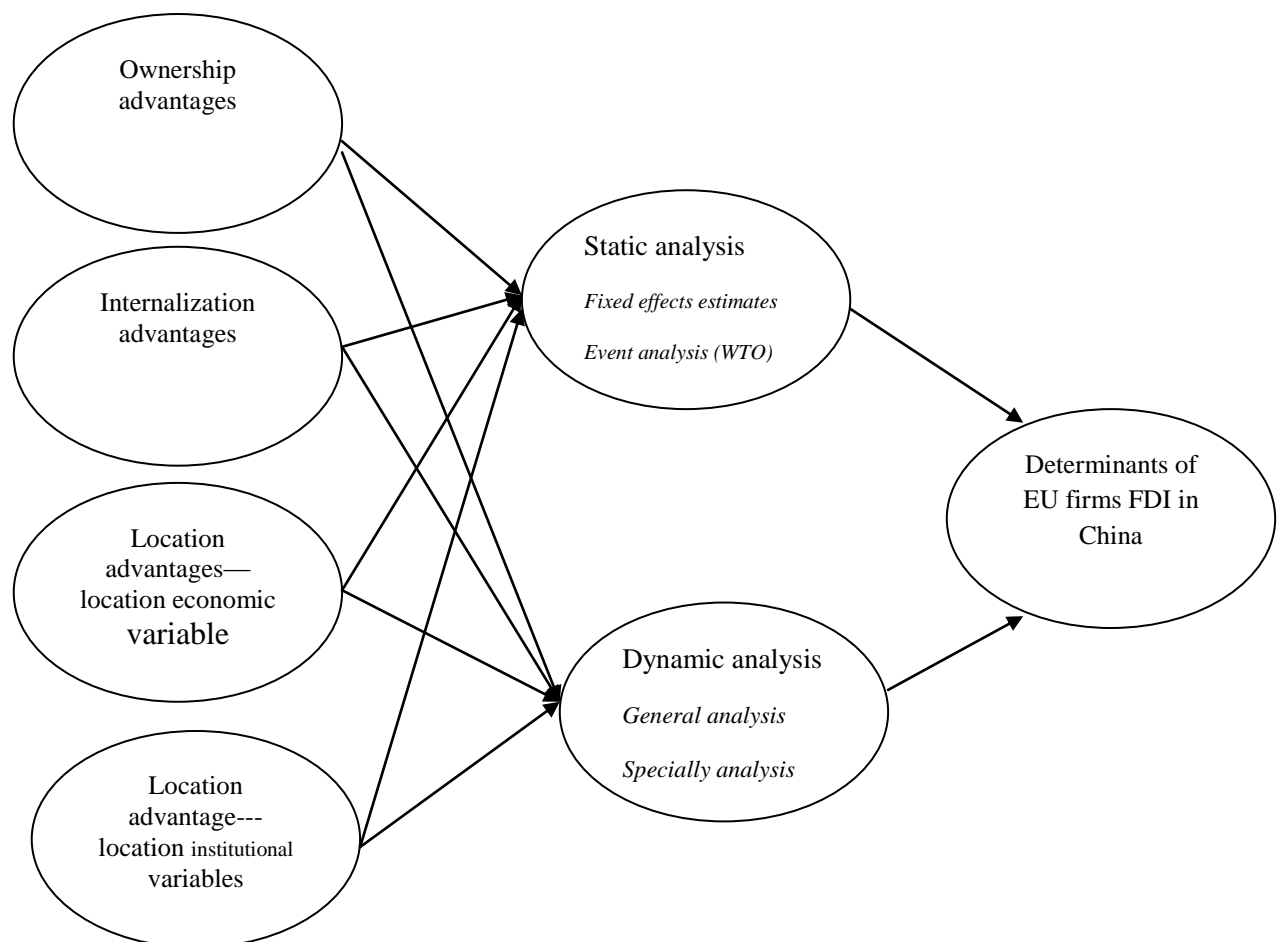 Ownership
advantages
Internalization
advantages
Location
advantages—
location economic
variable
Location
advantage---
location institutional
variables
Static analysis
Fixed effects estimates
Event analysis (WTO)
Dynamic analysis
General analysis
Specially analysis
Determinants of
EU firms FDI in
China